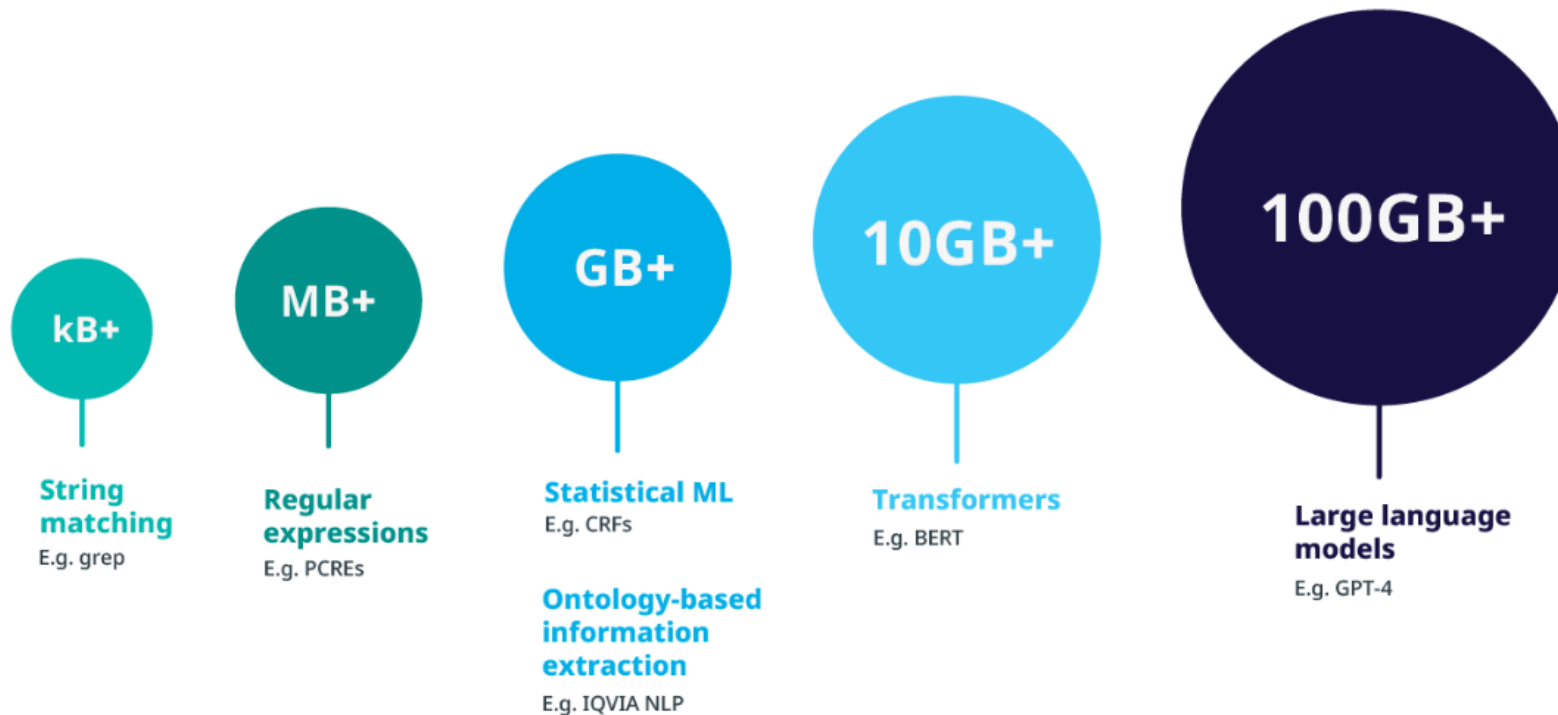 kB+
String
matching
E.g. grep
MB+
Regular
expressions
E.g. PCREs
GB+
Statistical ML
E.g. CRFs
Ontology-based
information
extraction
E.g. IQVIA NLP
10GB+
Transformers
E.g. BERT
100GB+
Large language
models
E.g. GPT-4